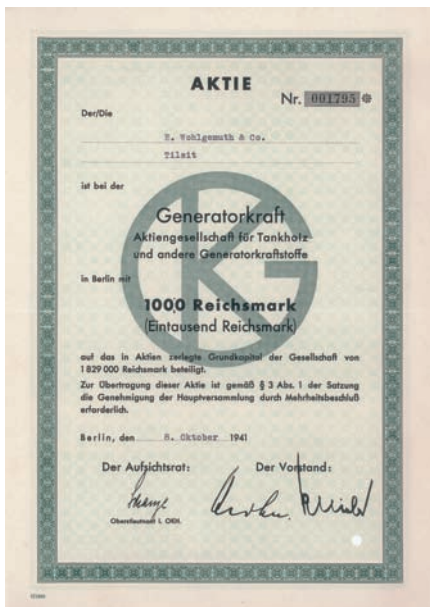 AKTIE
Nr. 001795
Der/Die
E. Wohlgemuth & Co.
Tilsit
ist bei der
Generatorkraft
Aktiengesellschaft für Tankholz-
und andere Generatorkraftstoffe
in Berlin mit
1000 Reichsmark
(Eintausend Reichsmark)
auf das in Aktien zerlegte Grundkapital der Gesellschaft von
1 829 000 Reichsmark beteiligt.
Zur Übertragung dieser Aktie ist gemäß § 3 Abs. 1 der Satzung
die Genehmigung der Hauptversammlung durch Mehrheitsbeschluß
erforderlich.
Berlin, den 8. Oktober 1941
Der Aufsichtsrat: Der Vorstand:
Oberstleutnant i. OKH.